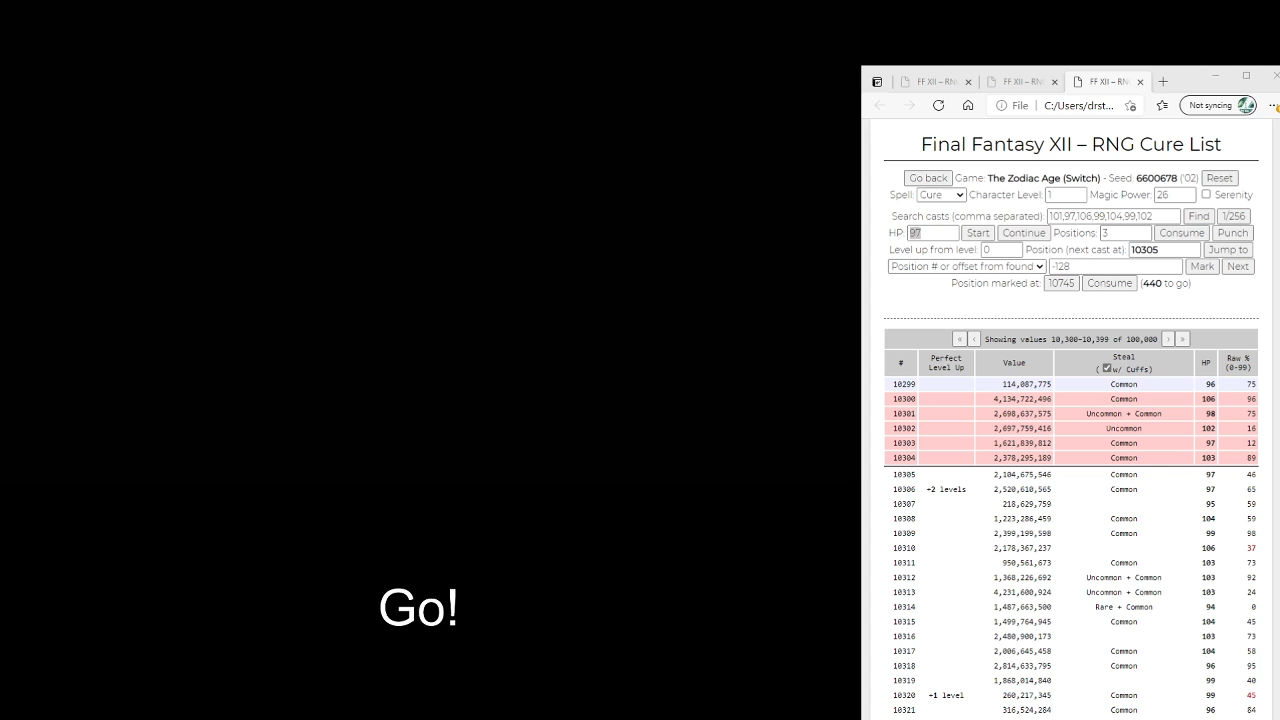 FF XII – RN
FF XII – RN
FF XII – RN
File
C:/Users/drst...
Not syncing
Final Fantasy XII – RNG Cure List
Go back Game: The Zodiac Age (Switch) - Seed: 6600678 ('02) Reset
Spell: Cure Character Level: 1 Magic Power: 26 Serenity
Search casts (comma separated): 101,97,106,99,104,99,102 Find 1/256
HP: 97 Start Continue Positions: 3 Consume Punch
Level up from level: 0 Position (next cast at): 10305 Jump to
Position # or offset from found -128 Mark Next
Position marked at: 10745 Consume (440 to go)
« ‹ Showing values 10,300–10,399 of 100,000 › »
# Perfect Level Up Value Steal (w/ Cuffs) HP Raw % (0-99)
10299 114,087,775 Common 96 75
10300 4,134,722,496 Common 106 96
10301 2,698,637,575 Uncommon + Common 98 75
10302 2,697,759,416 Uncommon 102 16
10303 1,621,839,812 Common 97 12
10304 2,378,295,189 Common 103 89
10305 2,104,675,546 Common 97 46
10306 +2 levels 2,520,610,565 Common 97 65
10307 218,629,759 95 59
10308 1,223,286,459 Common 104 59
10309 2,399,199,598 Common 99 98
10310 2,178,367,237 106 37
10311 950,561,673 Common 103 73
10312 1,368,226,692 Uncommon + Common 103 92
10313 4,231,600,924 Uncommon + Common 103 24
10314 1,487,663,500 Rare + Common 94 0
10315 1,499,764,945 Common 104 45
10316 2,480,900,173 103 73
10317 2,006,645,458 Common 104 58
10318 2,814,633,795 Common 96 95
10319 1,868,014,840 99 40
10320 +1 level 260,217,345 Common 99 45
10321 316,524,284 Common 96 84
Go!